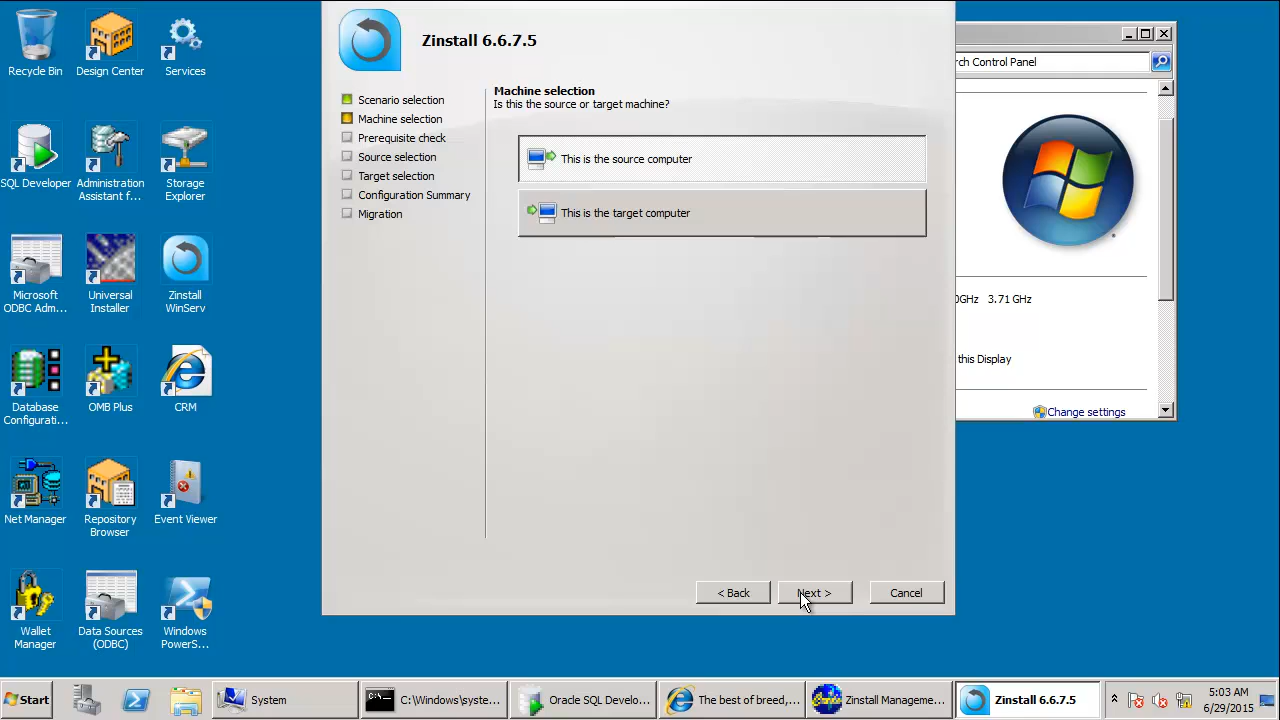 Recycle Bin
Design Center
Services
SQL Developer
Administration
Assistant f...
Storage
Explorer
Microsoft
ODBC Adm...
Universal
Installer
Zinstall
WinServ
Database
Configurati...
OMB Plus
CRM
Net Manager
Repository
Browser
Event Viewer
Wallet
Manager
Data Sources
(ODBC)
Windows
PowerS...
Zinstall 6.6.7.5
Scenario selection
Machine selection
Prerequisite check
Source selection
Target selection
Configuration Summary
Migration
Machine selection
Is this the source or target machine?
This is the source computer
This is the target computer
< Back
Next >
Cancel
rch Control Panel
0GHz 3.71 GHz
this Display
Change settings
Start
System
C:\Windows\syste...
Oracle SQL Develo...
The best of breed,...
Zinstall Manageme...
Zinstall 6.6.7.5
5:03 AM
6/29/2015